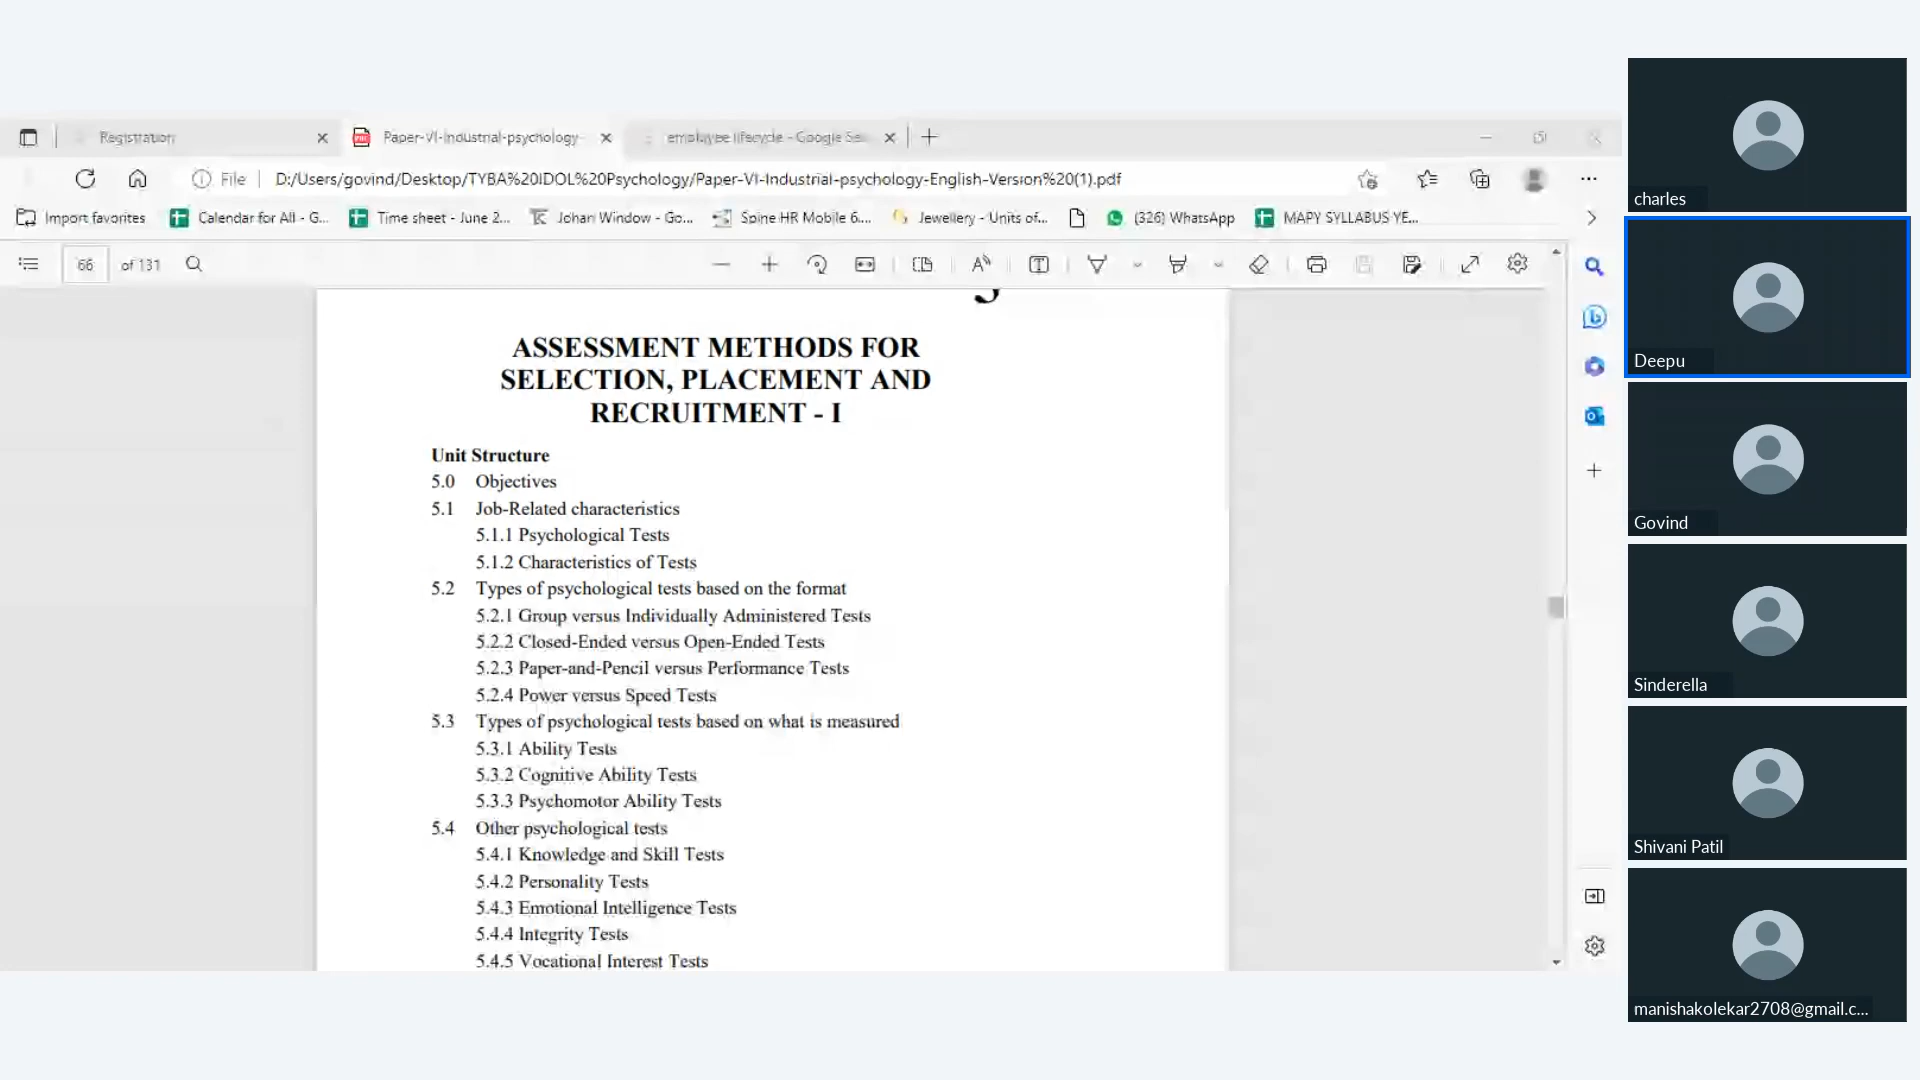 Registration
Paper-VI-Industrial-psychology-
employee lifecycle - Google Sea
File
D:/Users/govind/Desktop/TYBA%20IDOL%20Psychology/Paper-VI-Industrial-psychology-English-Version%20(1).pdf
Import favorites
Calendar for All - G...
Time sheet - June 2...
Johari Window - Go...
Spine HR Mobile 6....
Jewellery - Units of...
(326) WhatsApp
MAPY SYLLABUS YE...
66 of 131
ASSESSMENT METHODS FOR
SELECTION, PLACEMENT AND
RECRUITMENT - I
Unit Structure
5.0 Objectives
5.1 Job-Related characteristics
5.1.1 Psychological Tests
5.1.2 Characteristics of Tests
5.2 Types of psychological tests based on the format
5.2.1 Group versus Individually Administered Tests
5.2.2 Closed-Ended versus Open-Ended Tests
5.2.3 Paper-and-Pencil versus Performance Tests
5.2.4 Power versus Speed Tests
5.3 Types of psychological tests based on what is measured
5.3.1 Ability Tests
5.3.2 Cognitive Ability Tests
5.3.3 Psychomotor Ability Tests
5.4 Other psychological tests
5.4.1 Knowledge and Skill Tests
5.4.2 Personality Tests
5.4.3 Emotional Intelligence Tests
5.4.4 Integrity Tests
5.4.5 Vocational Interest Tests
charles
Deepu
Govind
Sinderella
Shivani Patil
manishakolekar2708@gmail.c...